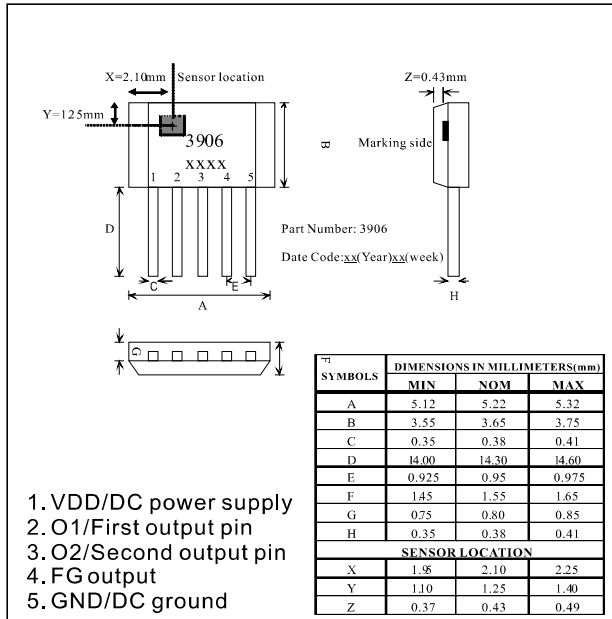 X=2.10mm Sensor location
Z=0.43mm
Y=125mm
3906
XXXX
B
Marking side
1 2 3 4 5
D
Part Number: 3906
Date Code:xx(Year)xx(week)
C
E
H
A
G
F
SYMBOLS DIMENSIONS IN MILLIMETERS(mm)
MIN NOM MAX
A 5.12 5.22 5.32
B 3.55 3.65 3.75
C 0.35 0.38 0.41
D 14.00 14.30 14.60
E 0.925 0.95 0.975
F 1.45 1.55 1.65
G 0.75 0.80 0.85
H 0.35 0.38 0.41
SENSOR LOCATION
X 1.95 2.10 2.25
Y 1.10 1.25 1.40
Z 0.37 0.43 0.49
1. VDD/DC power supply
2. O1/First output pin
3. O2/Second output pin
4. FG output
5. GND/DC ground